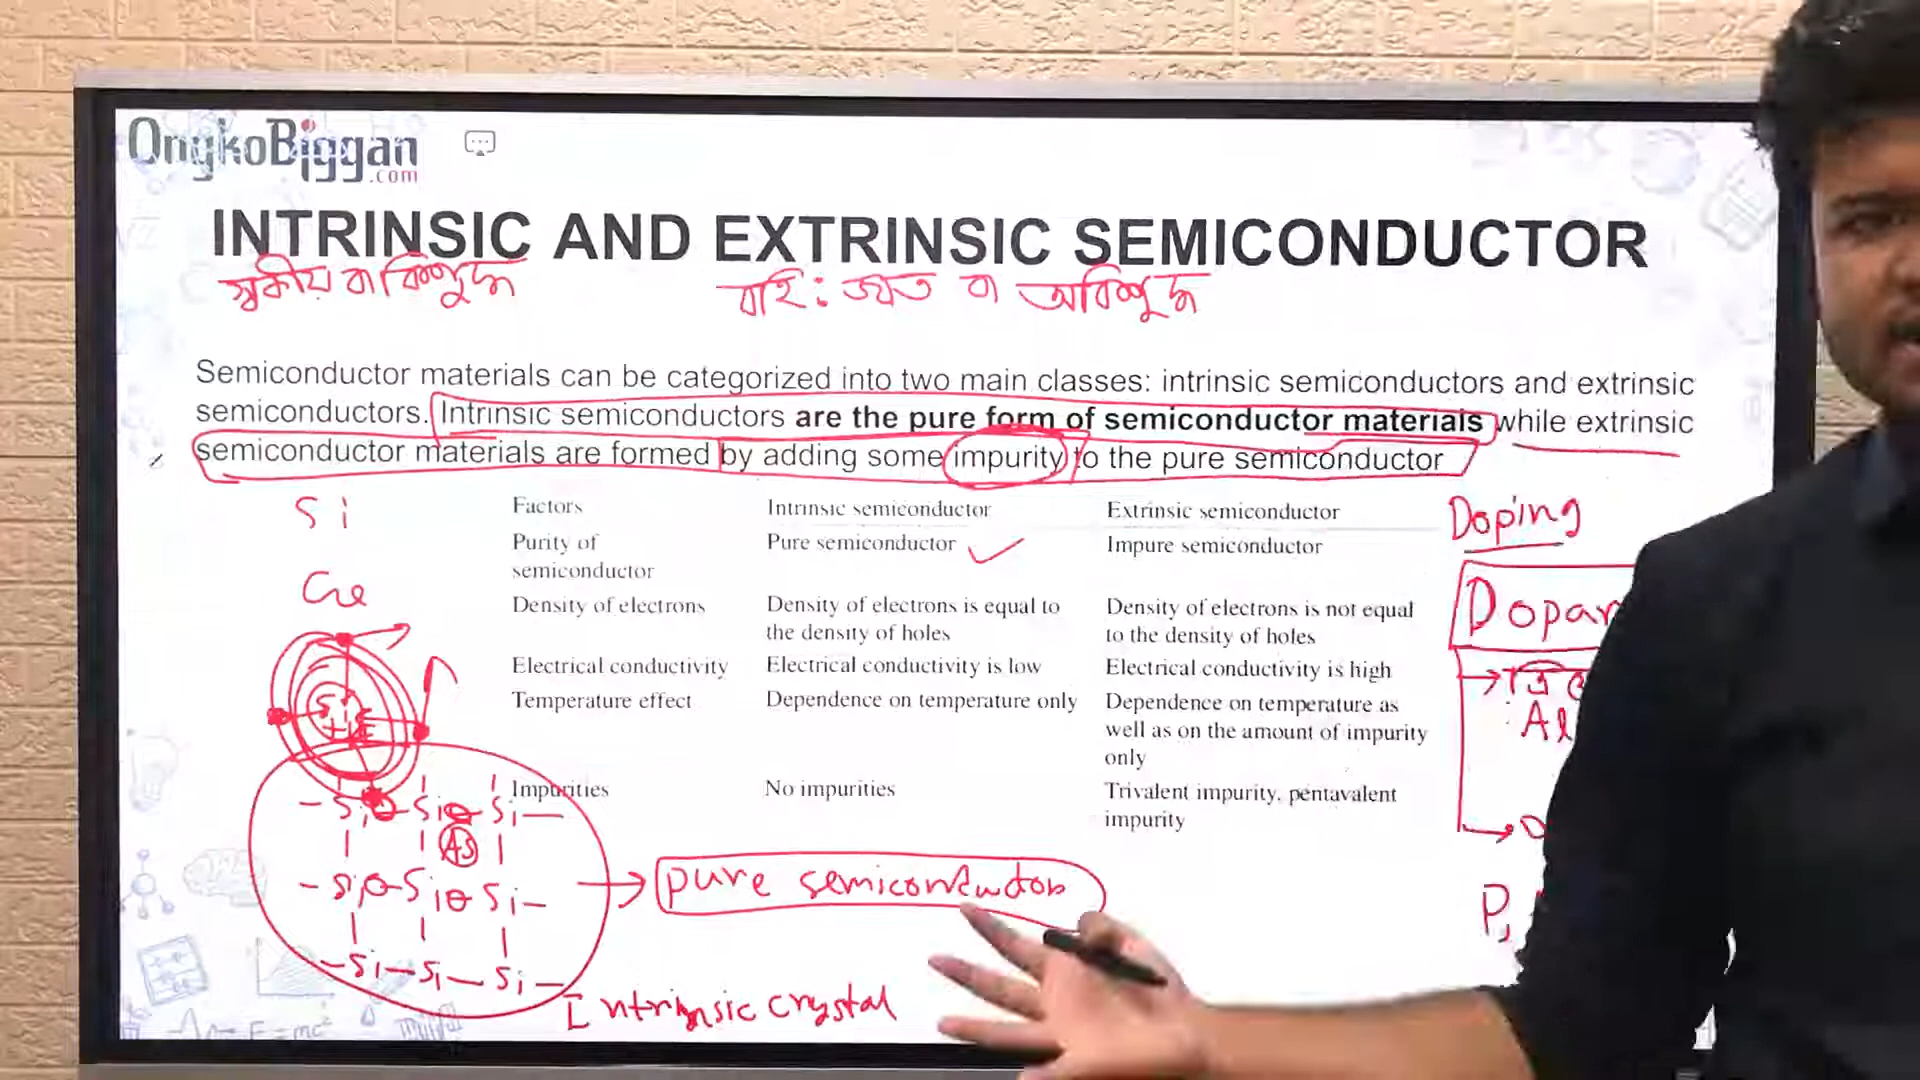 OngkoBiggan
.com
INTRINSIC AND EXTRINSIC SEMICONDUCTOR
স্বকীয় বা বিশুদ্ধ
বহি: জাত বা অবিশুদ্ধ
Semiconductor materials can be categorized into two main classes: intrinsic semiconductors and extrinsic
semiconductors. Intrinsic semiconductors are the pure form of semiconductor materials while extrinsic
semiconductor materials are formed by adding some impurity to the pure semiconductor
Si
Ge
Factors Intrinsic semiconductor Extrinsic semiconductor
Purity of semiconductor Pure semiconductor Impure semiconductor
Density of electrons Density of electrons is equal to the density of holes Density of electrons is not equal to the density of holes
Electrical conductivity Electrical conductivity is low Electrical conductivity is high
Temperature effect Dependence on temperature only Dependence on temperature as well as on the amount of impurity only
Impurities No impurities Trivalent impurity, pentavalent impurity
Doping
Al
P,
- Si - Si - Si -
As
- Si - Si - Si -
- Si - Si - Si -
pure semiconductor
Intrinsic crystal
E = mc²